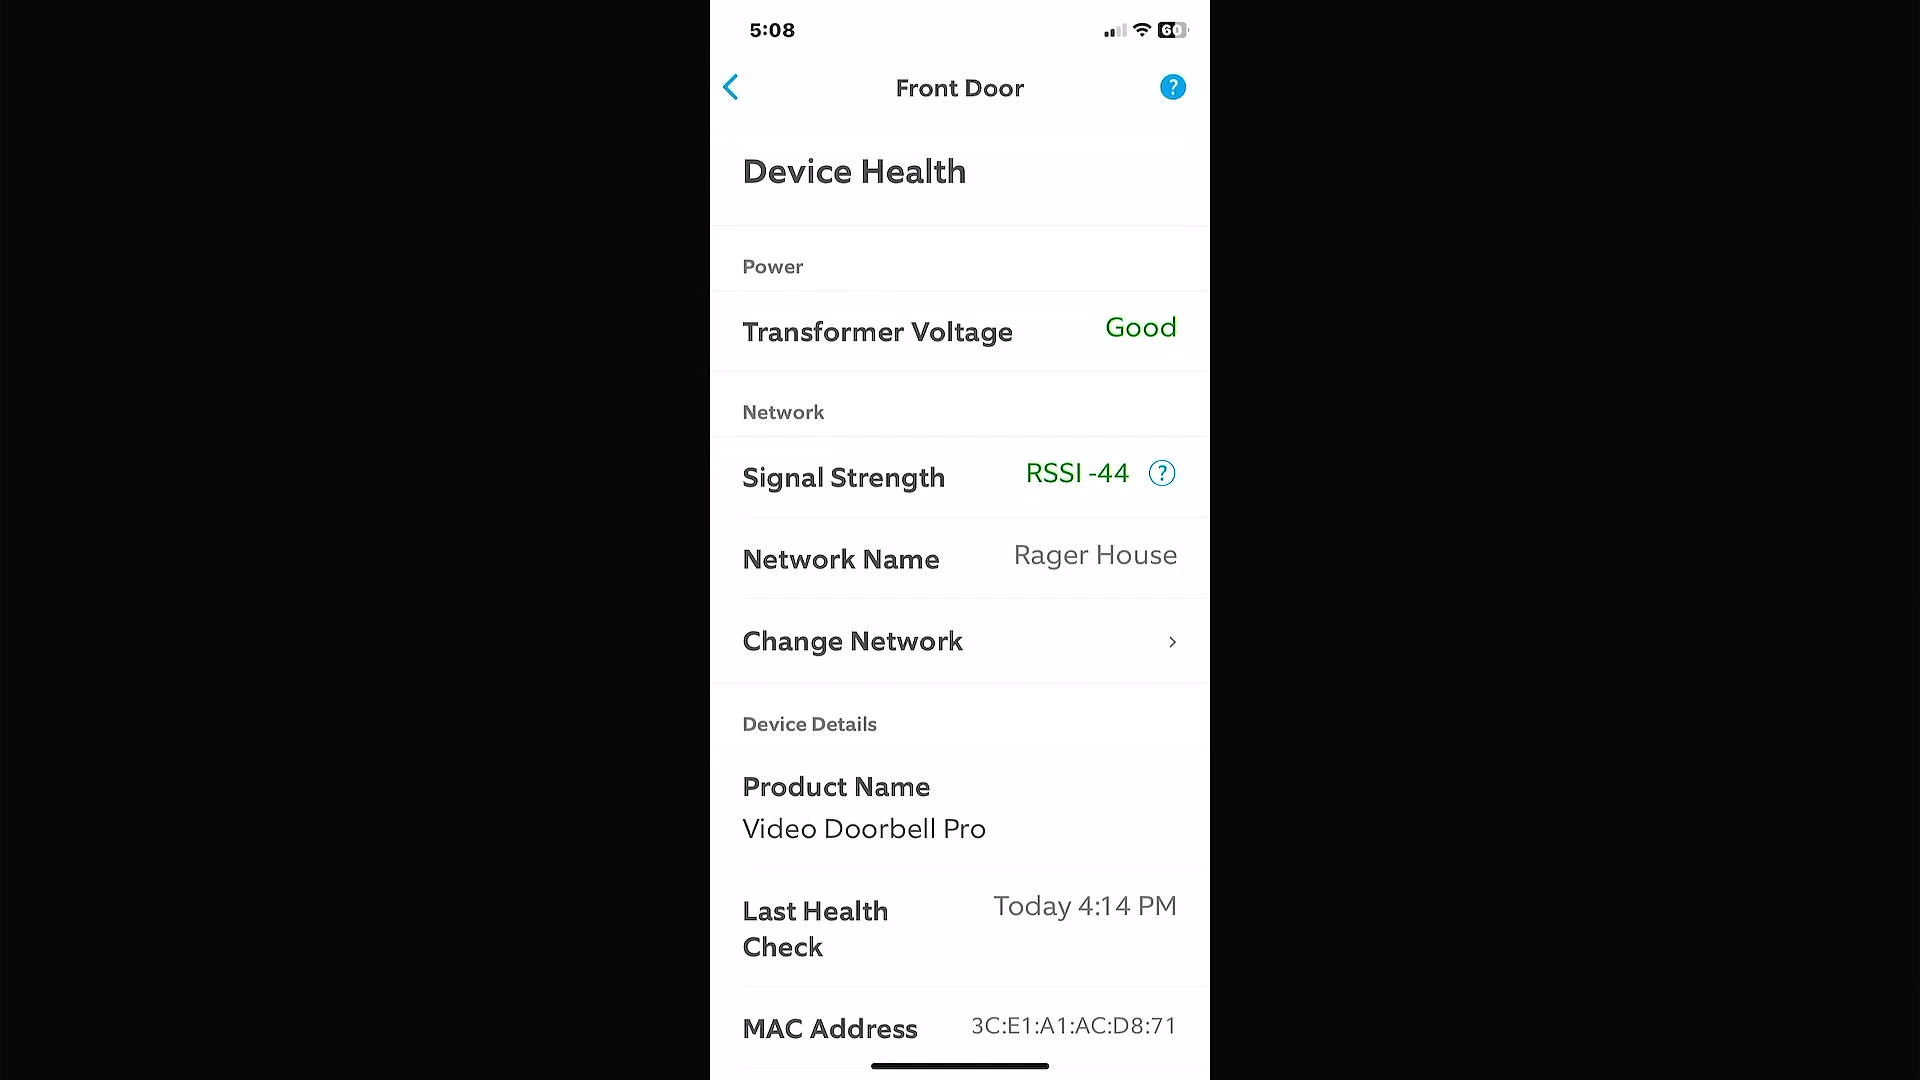 5:08
60
Front Door
?
Device Health
Power
Transformer Voltage Good
Network
Signal Strength RSSI -44 ?
Network Name Rager House
Change Network
Device Details
Product Name
Video Doorbell Pro
Last Health Today 4:14 PM
Check
MAC Address 3C:E1:A1:AC:D8:71